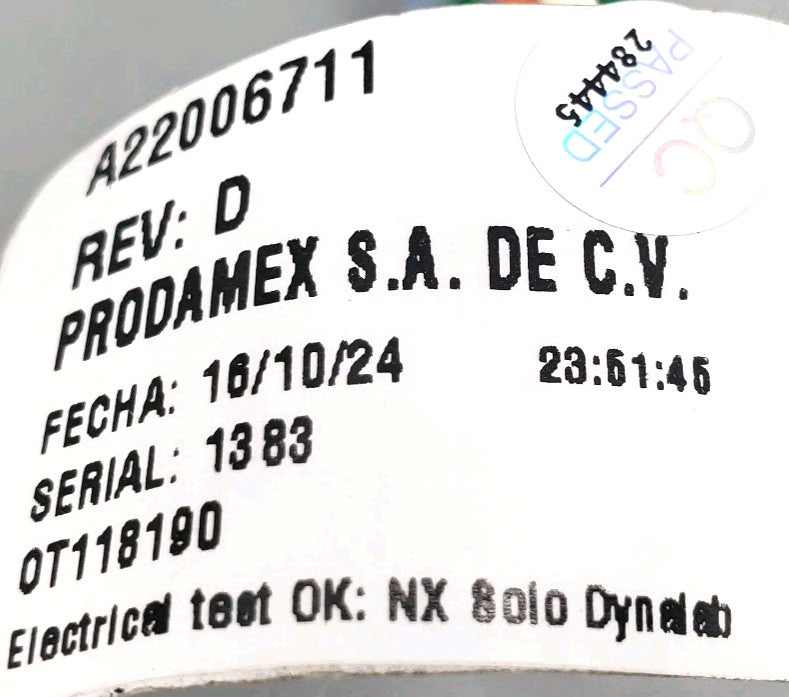 A22006711
REV: D
PRODAMEX S.A. DE C.V.
FECHA: 16/10/24 23:51:45
SERIAL: 1383
OT118190
Electrical test OK: NX Solo Dynalab
QC
PASSED
284445